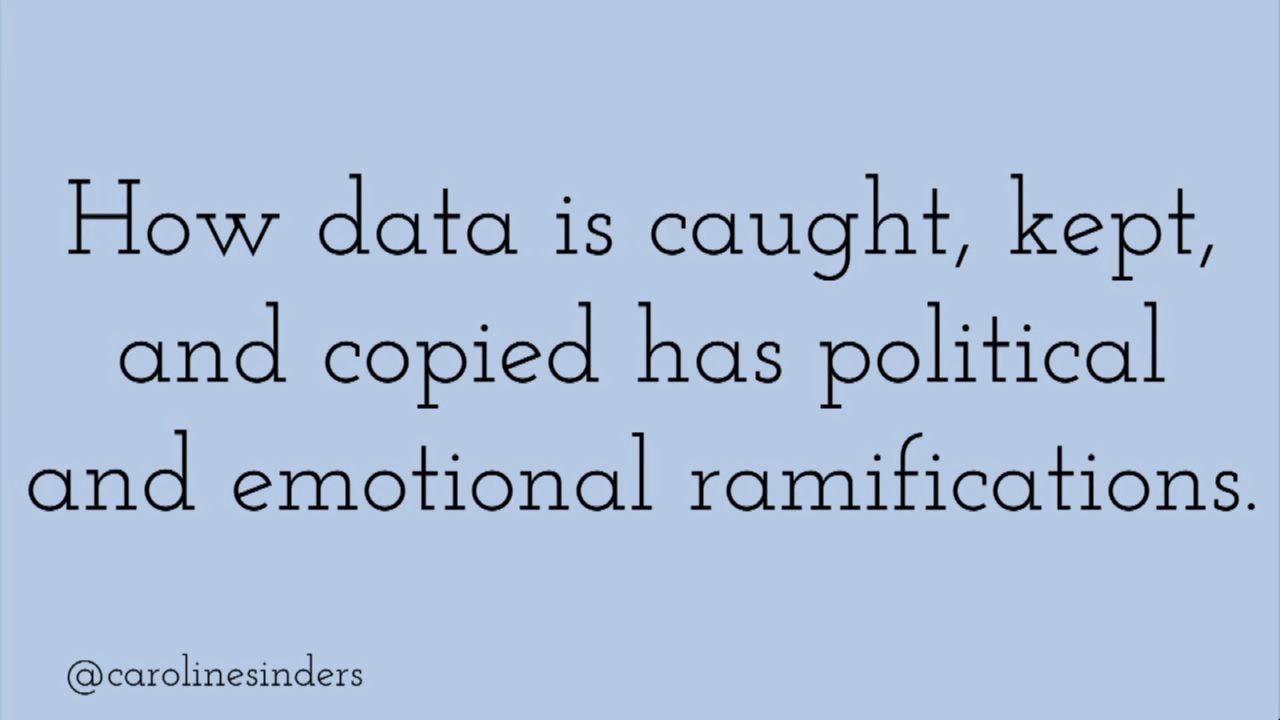 How data is caught, kept,
and copied has political
and emotional ramifications.
@carolinesinders